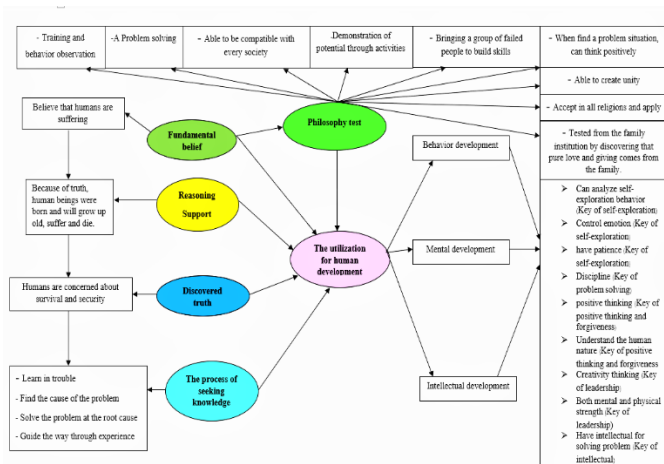 - Training and
behavior observation
-A Problem solving
- Able to be compatible with
every society
.Demonstration of
potential through activities
- Bringing a group of failed
people to build skills
- When find a problem situation,
can think positively
- Able to create unity
- Accept in all religions and apply
- Tested from the family
institution by discovering that
pure love and giving comes from
the family.
Believe that humans are
suffering
Fundamental
belief
Philosophy test
Behavior development
Because of truth,
human beings were
born and will grow up
old, suffer and die.
Reasoning
Support
The utilization
for human
development
Mental development
Humans are concerned about
survival and security
Discovered
truth
Intellectual development
- Learn in trouble
- Find the cause of the problem
- Solve the problem at the root cause
- Guide the way through experience
The process of
seeking
knowledge
➢ Can analyze self-
exploration behavior
(Key of self-exploration)
➢ Control emotion (Key of
self-exploration)
➢ have patience (Key of
self-exploration)
➢ Discipline (Key of
problem solving)
➢ positive thinking (Key
of positive thinking and
forgiveness)
➢ Understand the human
nature (Key of positive
thinking and forgiveness
➢ Creativity thinking (Key
of leadership)
➢ Both mental and physical
strength (Key of
leadership)
➢ Have intellectual for
solving problem (Key of
intellectual)